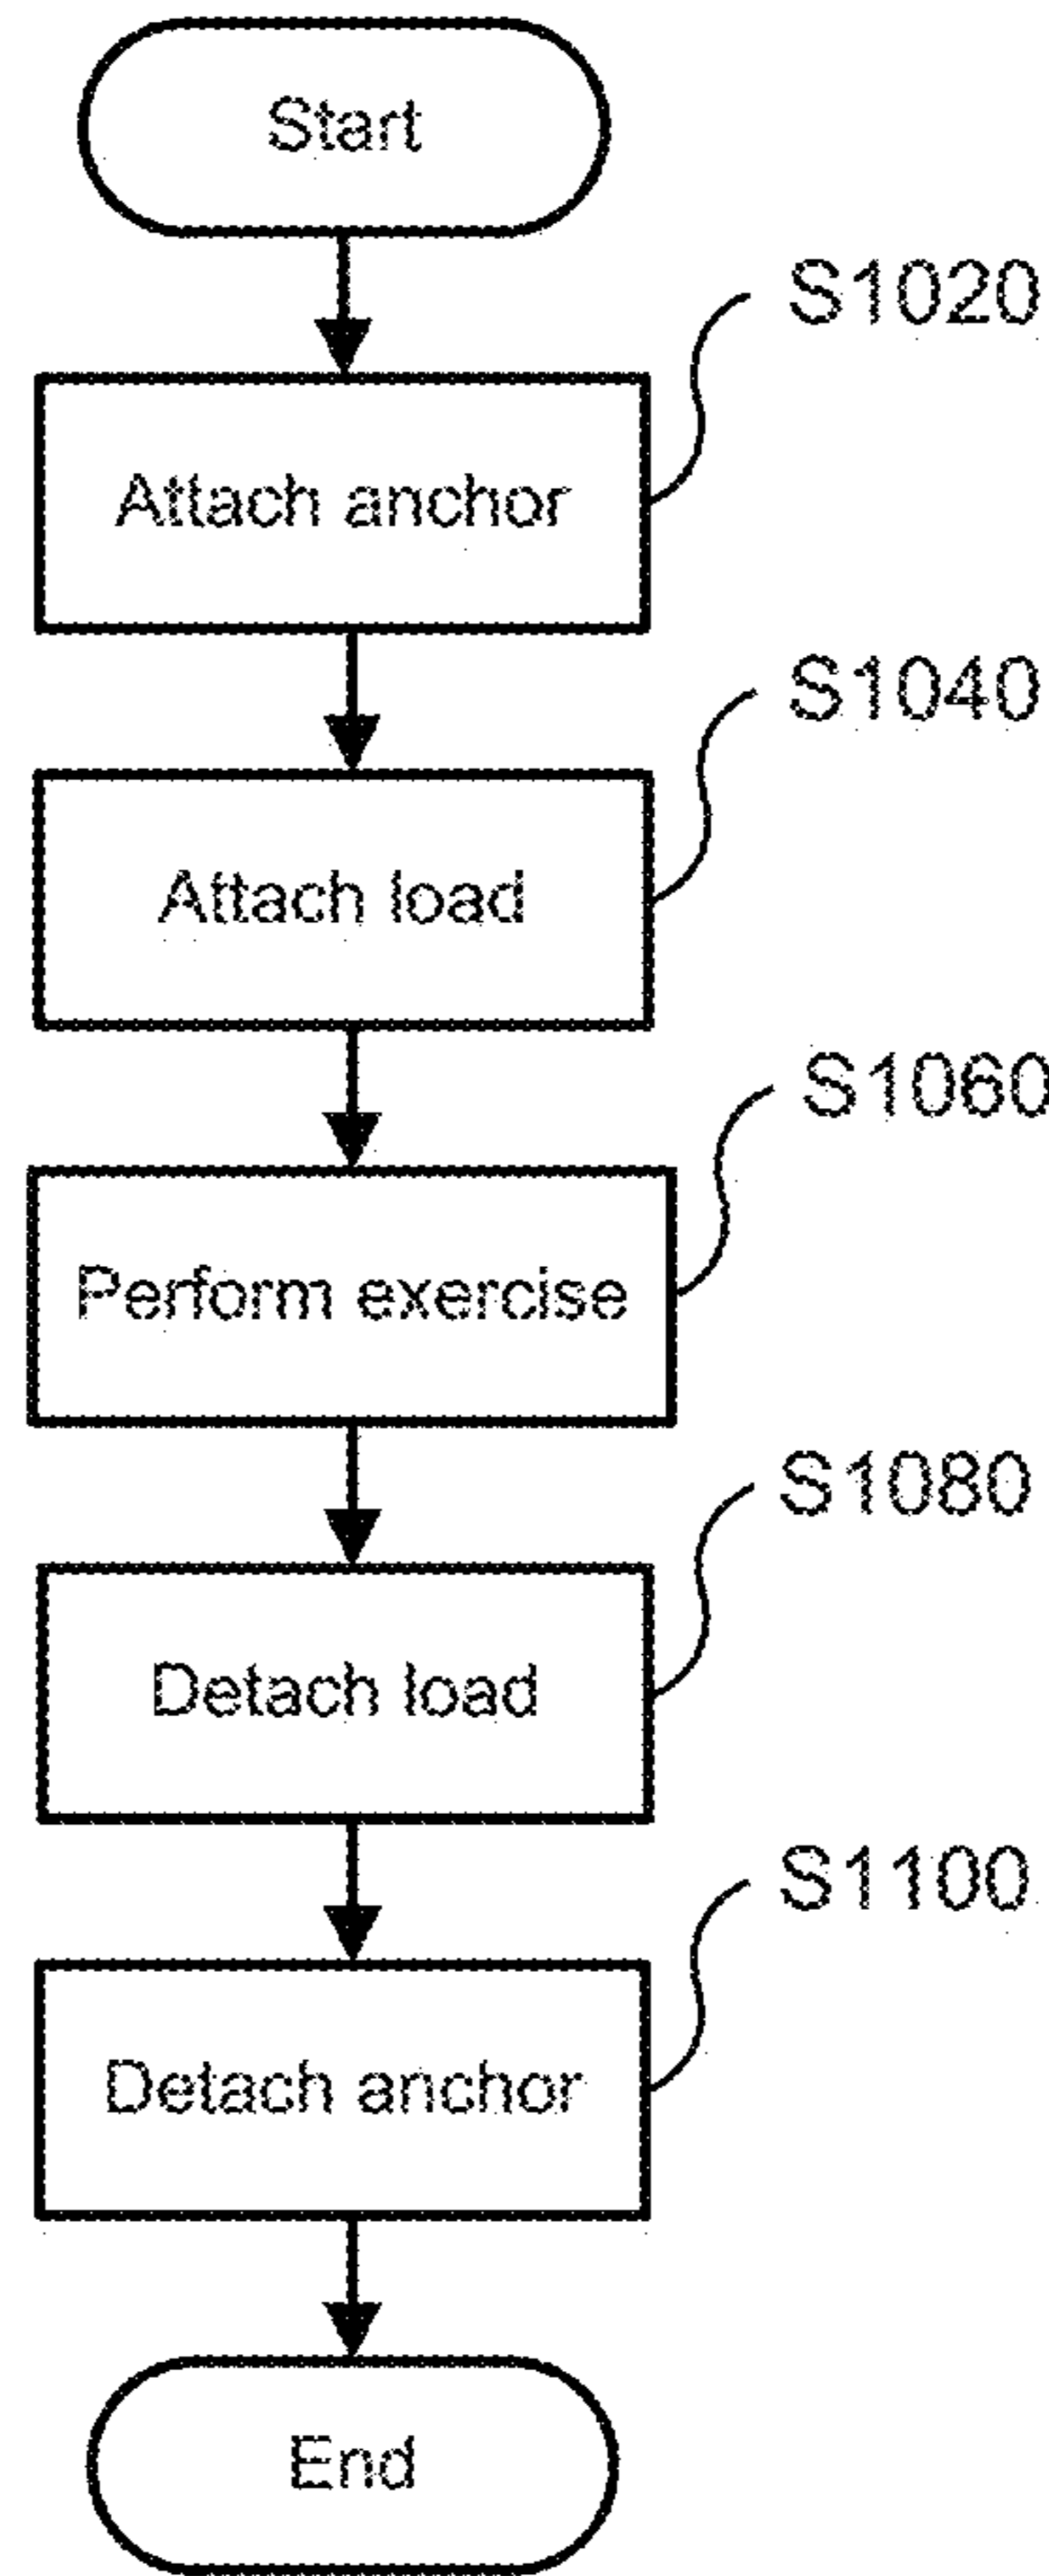 Start
S1020
Attach anchor
S1040
Attach load
S1060
Perform exercise
S1080
Detach load
S1100
Detach anchor
End